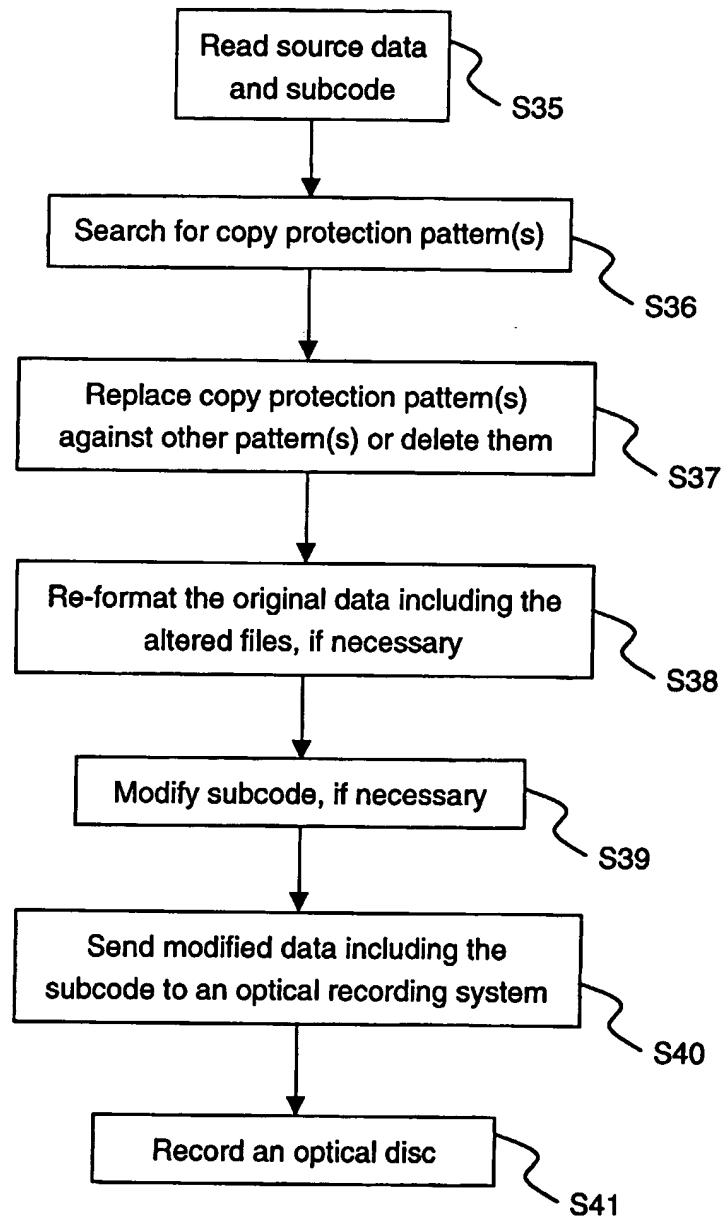 Read source data
and subcode
S35
Search for copy protection pattern(s)
S36
Replace copy protection pattern(s)
against other pattern(s) or delete them
S37
Re-format the original data including the
altered files, if necessary
S38
Modify subcode, if necessary
S39
Send modified data including the
subcode to an optical recording system
S40
Record an optical disc
S41